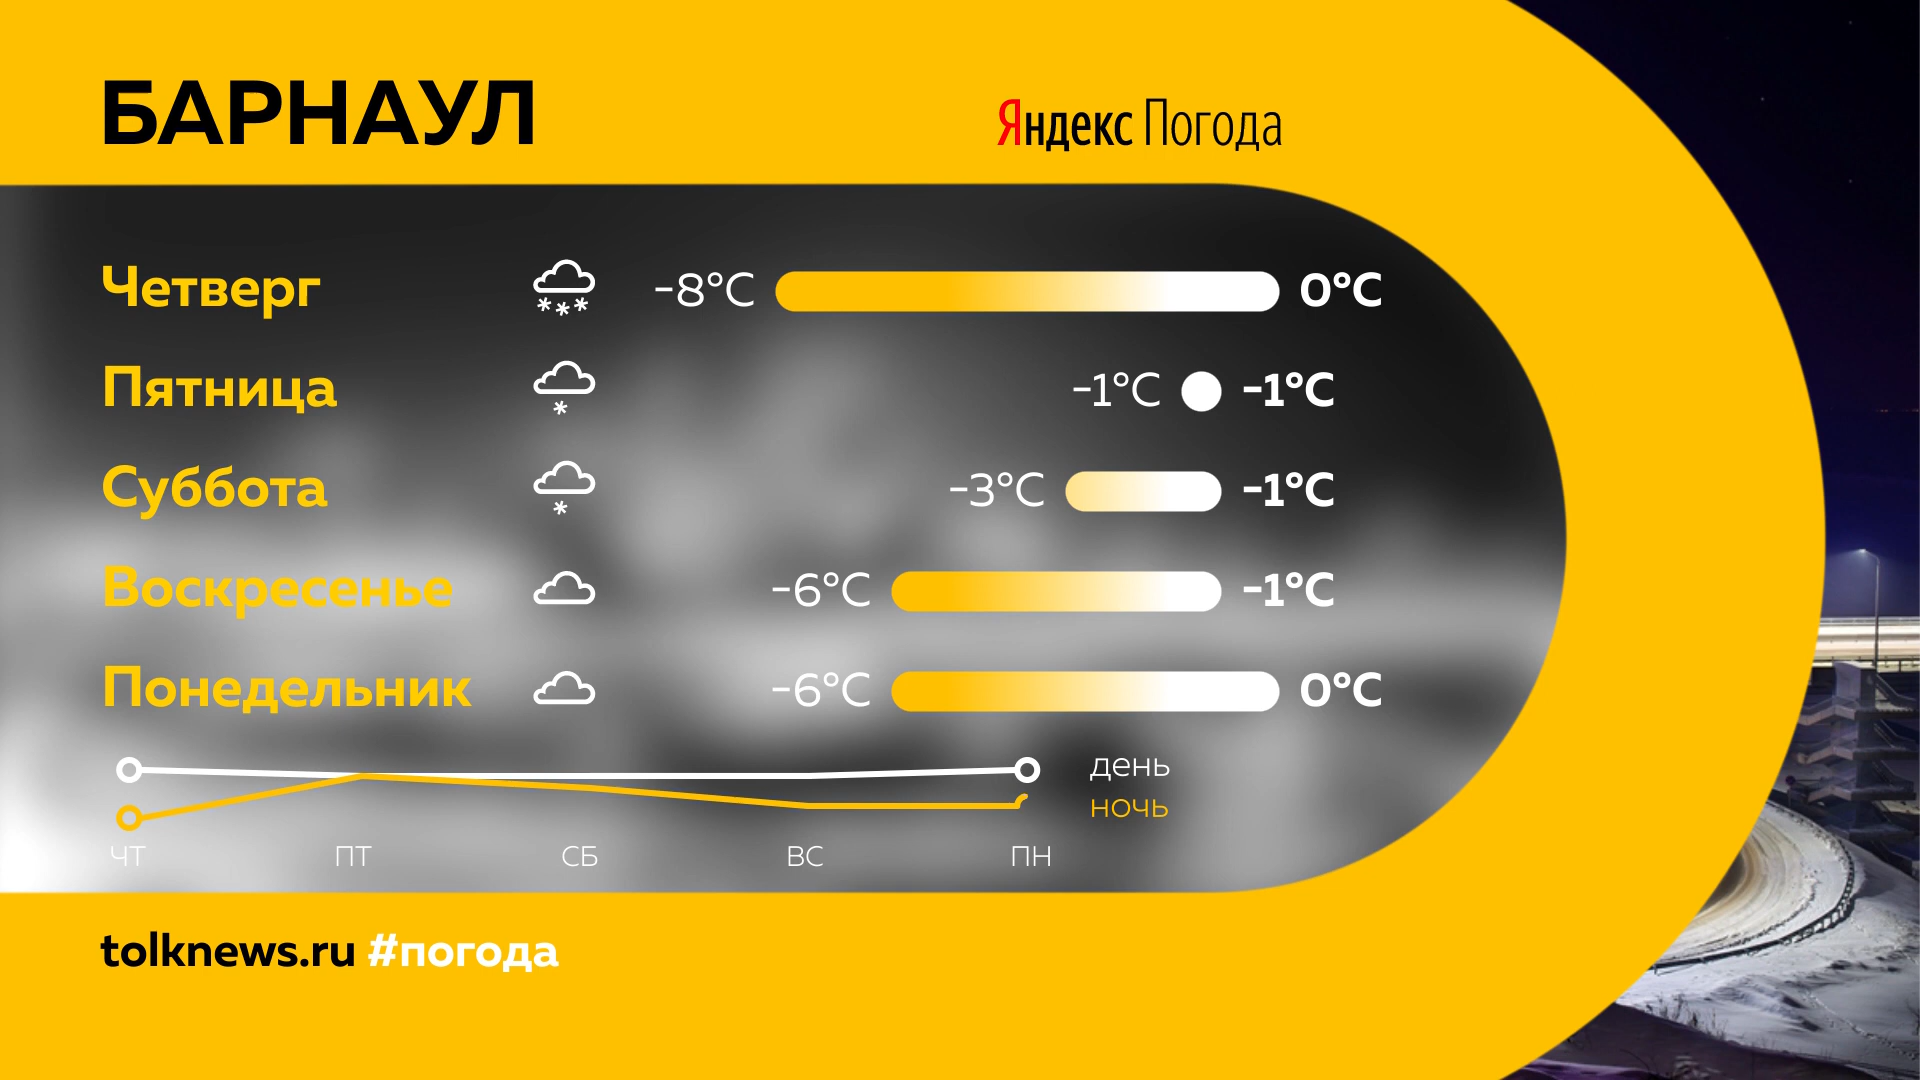 БАРНАУЛ
Яндекс Погода
Четверг -8°C 0°C
Пятница -1°C -1°C
Суббота -3°C -1°C
Воскресенье -6°C -1°C
Понедельник -6°C 0°C
день
ночь
ЧТ ПТ СБ ВС ПН
tolknews.ru #погода